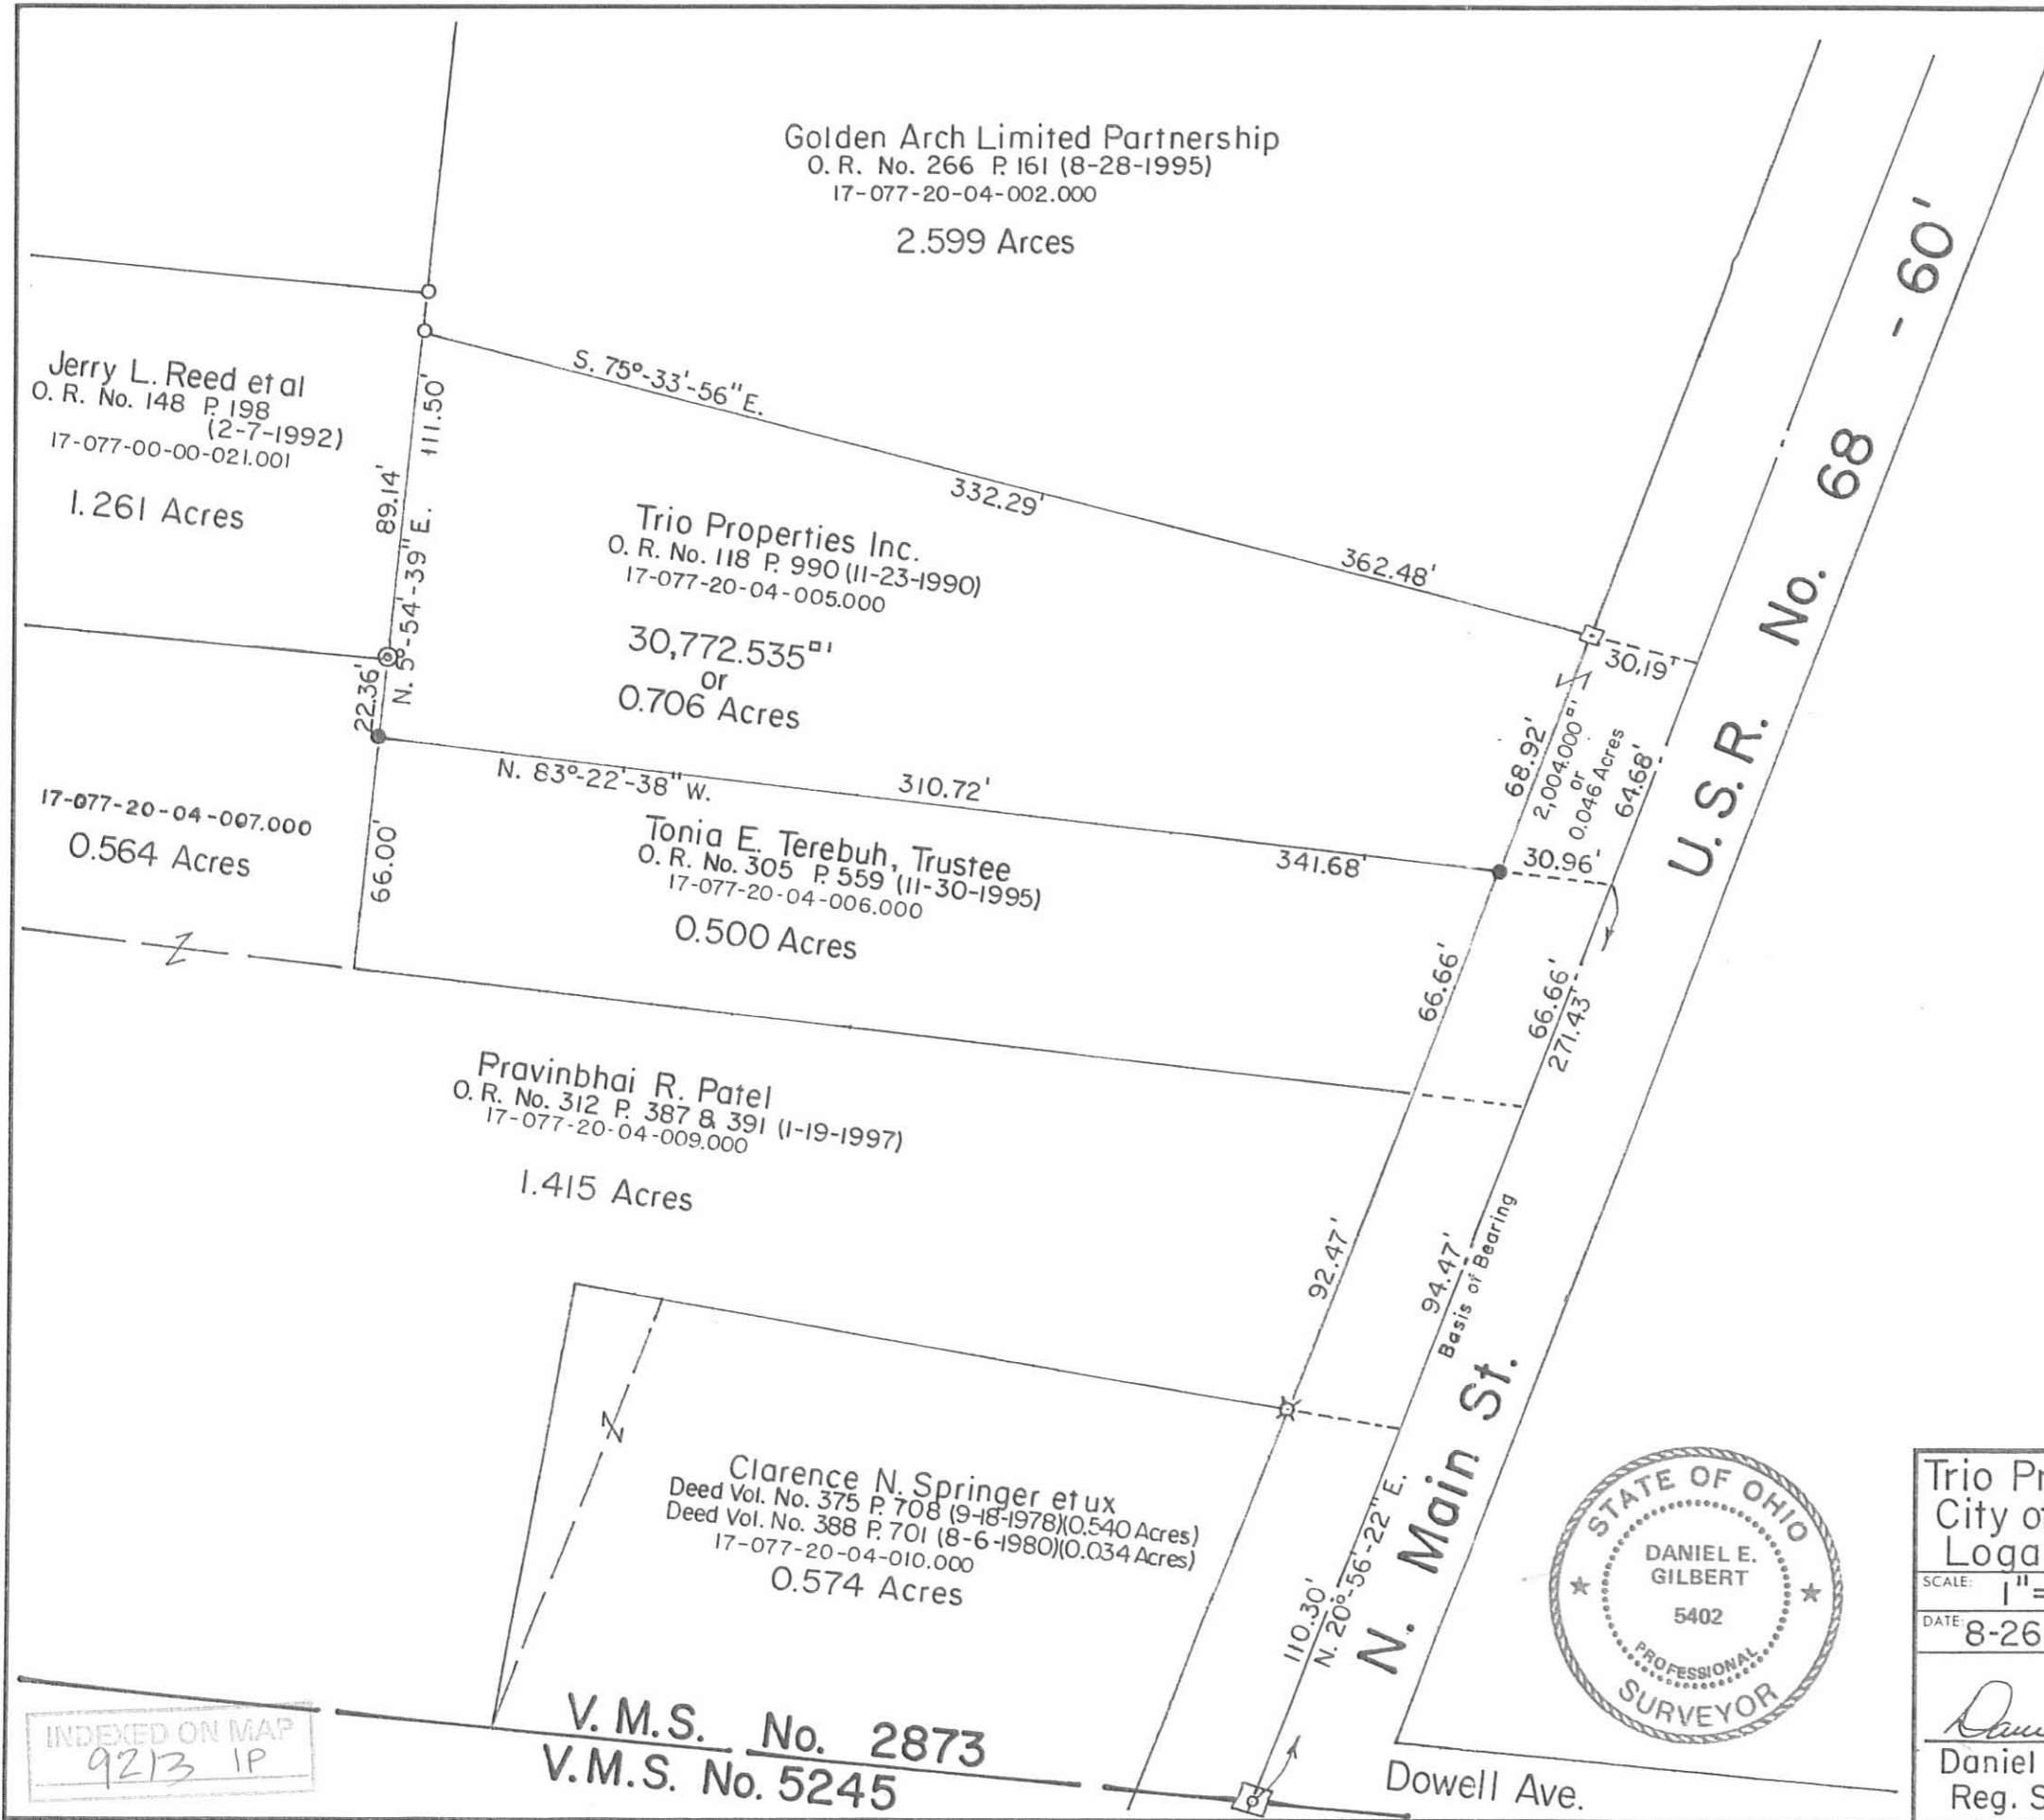 Golden Arch Limited Partnership
O. R. No. 266 P. 161 (8-28-1995)
17-077-20-04-002.000
2.599 Arces
Jerry L. Reed et al
O. R. No. 148 P. 198
(2-7-1992)
17-077-00-00-021.001
1.261 Acres
111.50'
89.14'
N. 5°-54'-39" E.
22.36'
S. 75°-33'-56" E.
332.29'
362.48'
Trio Properties Inc.
O. R. No. 118 P. 990 (11-23-1990)
17-077-20-04-005.000
30,772.535□'
or
0.706 Acres
30.19'
68.92'
2,004.000□'
or
0.046 Acres
64.68'
30.96'
U. S. R. No. 68 - 60'
N. 83°-22'-38" W.
310.72'
341.68'
17-077-20-04-007.000
0.564 Acres
66.00'
Tonia E. Terebuh, Trustee
O. R. No. 305 P. 559 (11-30-1995)
17-077-20-04-006.000
0.500 Acres
66.66'
66.66'
271.43'
Pravinbhai R. Patel
O. R. No. 312 P. 387 & 391 (1-19-1997)
17-077-20-04-009.000
1.415 Acres
92.47'
94.47'
Basis of Bearing
Clarence N. Springer et ux
Deed Vol. No. 375 P. 708 (9-18-1978)(0.540 Acres)
Deed Vol. No. 388 P. 701 (8-6-1980)(0.034 Acres)
17-077-20-04-010.000
0.574 Acres
110.30'
N. 20°-56'-22" E.
N. Main St.
STATE OF OHIO
DANIEL E.
GILBERT
5402
PROFESSIONAL
SURVEYOR
Trio Pr
City of
Loga
SCALE: 1"=
DATE: 8-26
Daniel
Reg. S
INDEXED ON MAP
9213 1P
V. M. S. No. 2873
V. M. S. No. 5245
Dowell Ave.